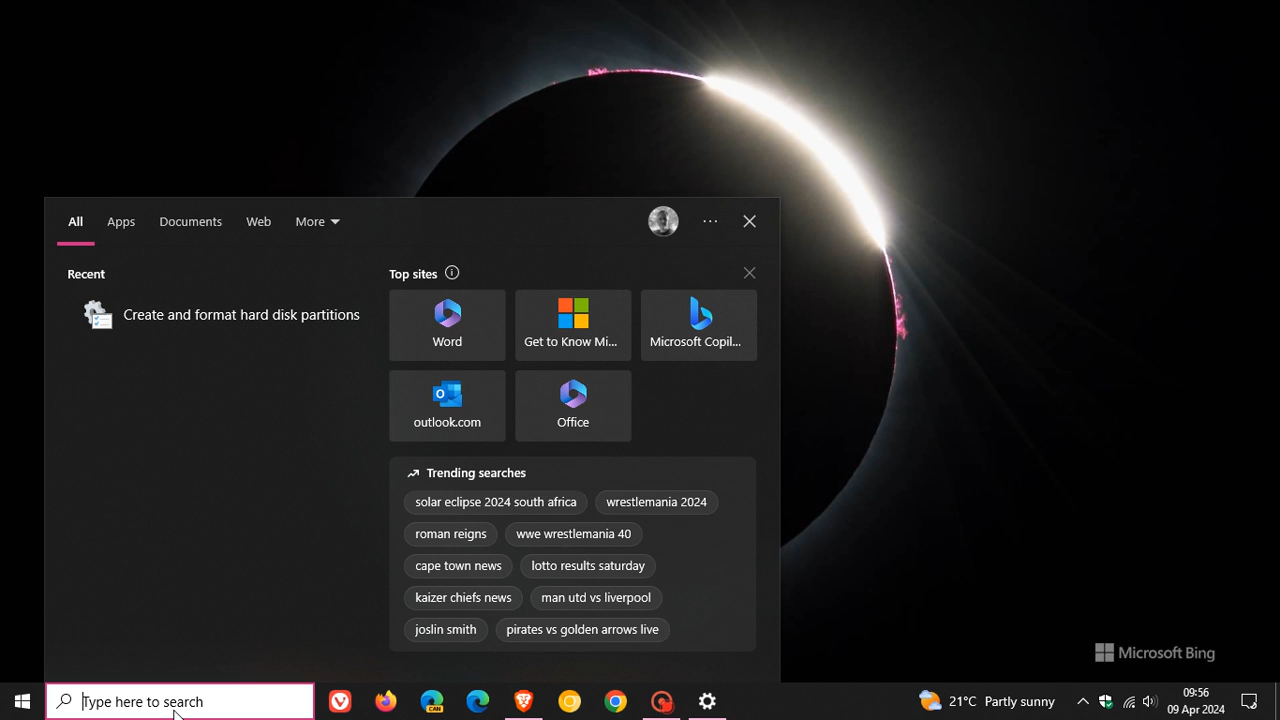 All Apps Documents Web More
Recent
Create and format hard disk partitions
Top sites
Word Get to Know Mi... Microsoft Copil...
outlook.com Office
Trending searches
solar eclipse 2024 south africa wrestlemania 2024
roman reigns wwe wrestlemania 40
cape town news lotto results saturday
kaizer chiefs news man utd vs liverpool
joslin smith pirates vs golden arrows live
Microsoft Bing
Type here to search
CAN
21°C Partly sunny
09:56
09 Apr 2024